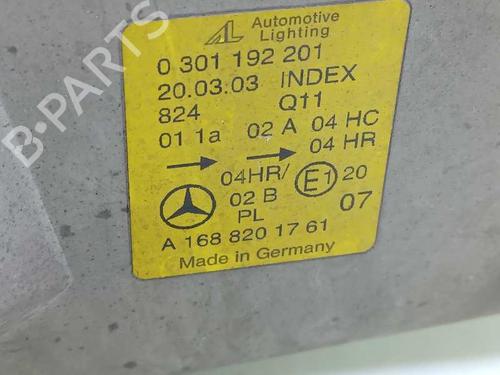 AL Automotive
Lighting
0 301 192 201
20.03.03 INDEX
824 Q11
01 1a 02 A 04 HC
04 HR
04HR/ E1 20
02 B 07
PL
A 168 820 17 61
Made in Germany
B-PARTS